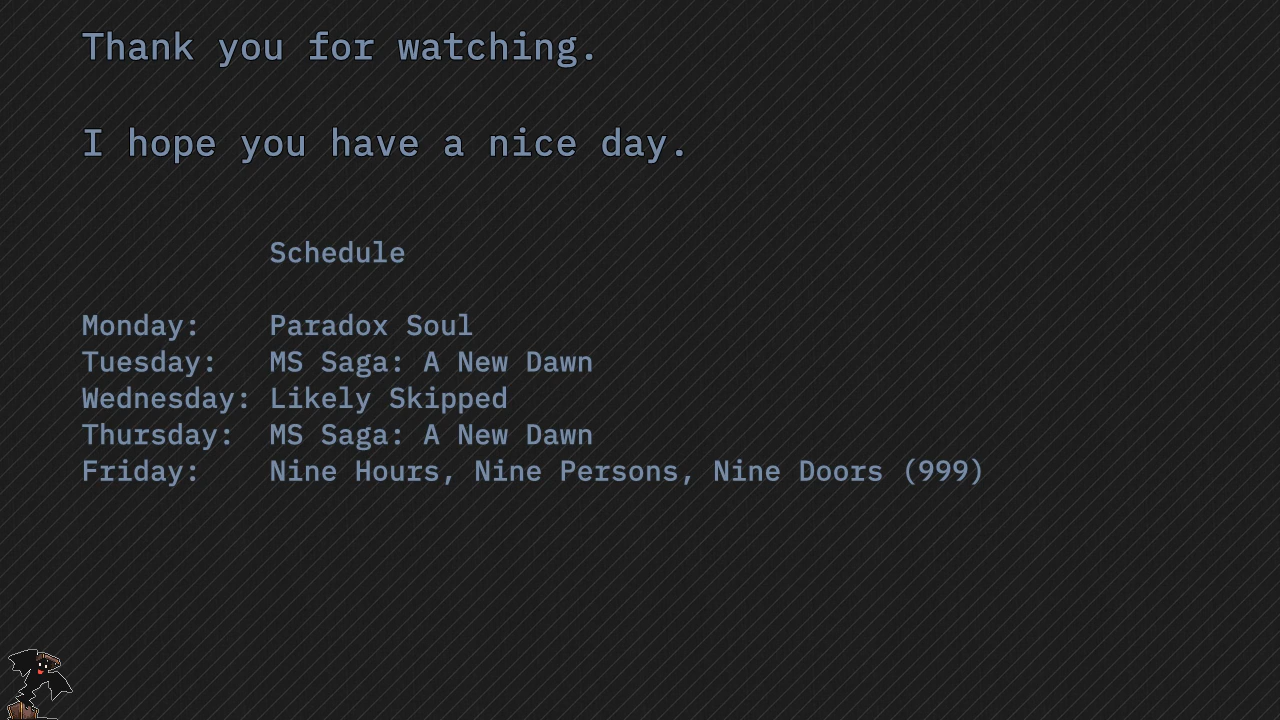 Thank you for watching.
I hope you have a nice day.
Schedule
Monday: Paradox Soul
Tuesday: MS Saga: A New Dawn
Wednesday: Likely Skipped
Thursday: MS Saga: A New Dawn
Friday: Nine Hours, Nine Persons, Nine Doors (999)